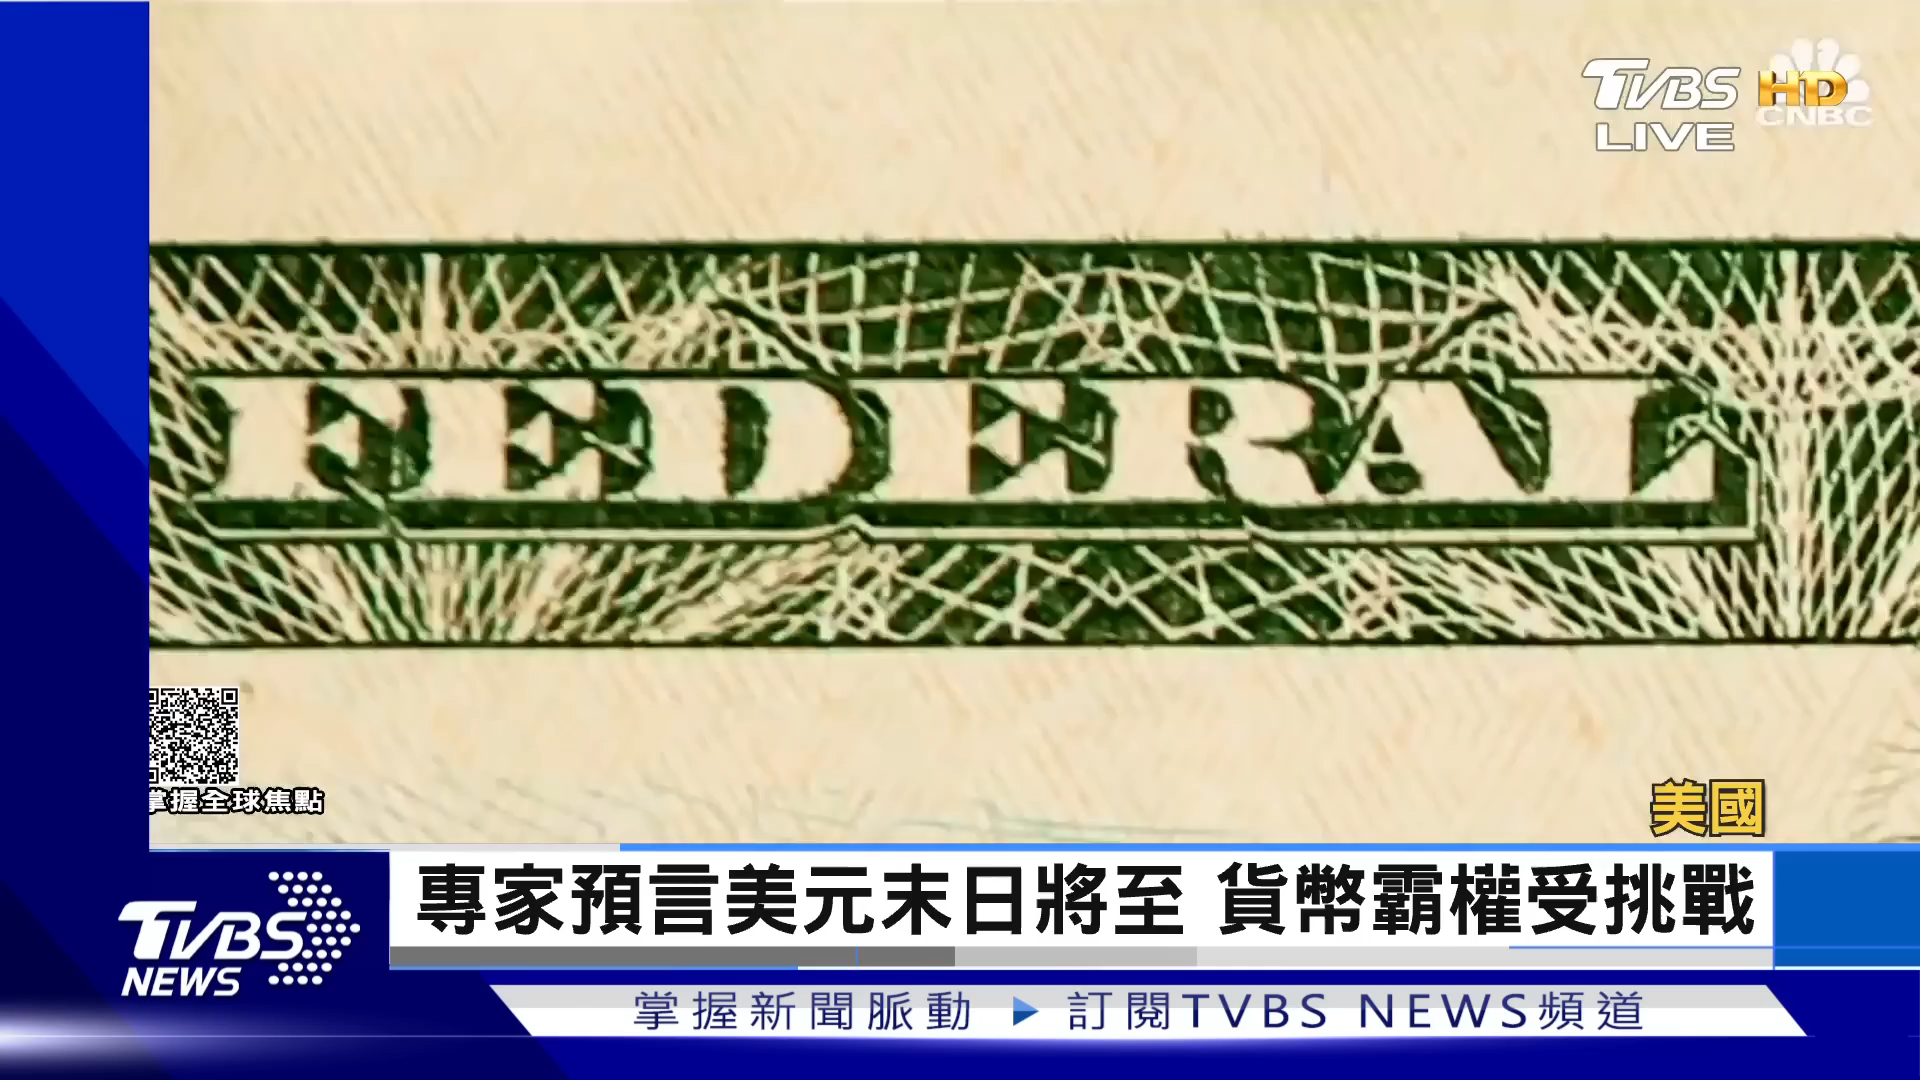 TVBS HD
CNBC
LIVE
FEDERAL
掌握全球焦點
美國
專家預言美元末日將至 貨幣霸權受挑戰
TVBS
NEWS
掌握新聞脈動 ▶ 訂閱TVBS NEWS頻道